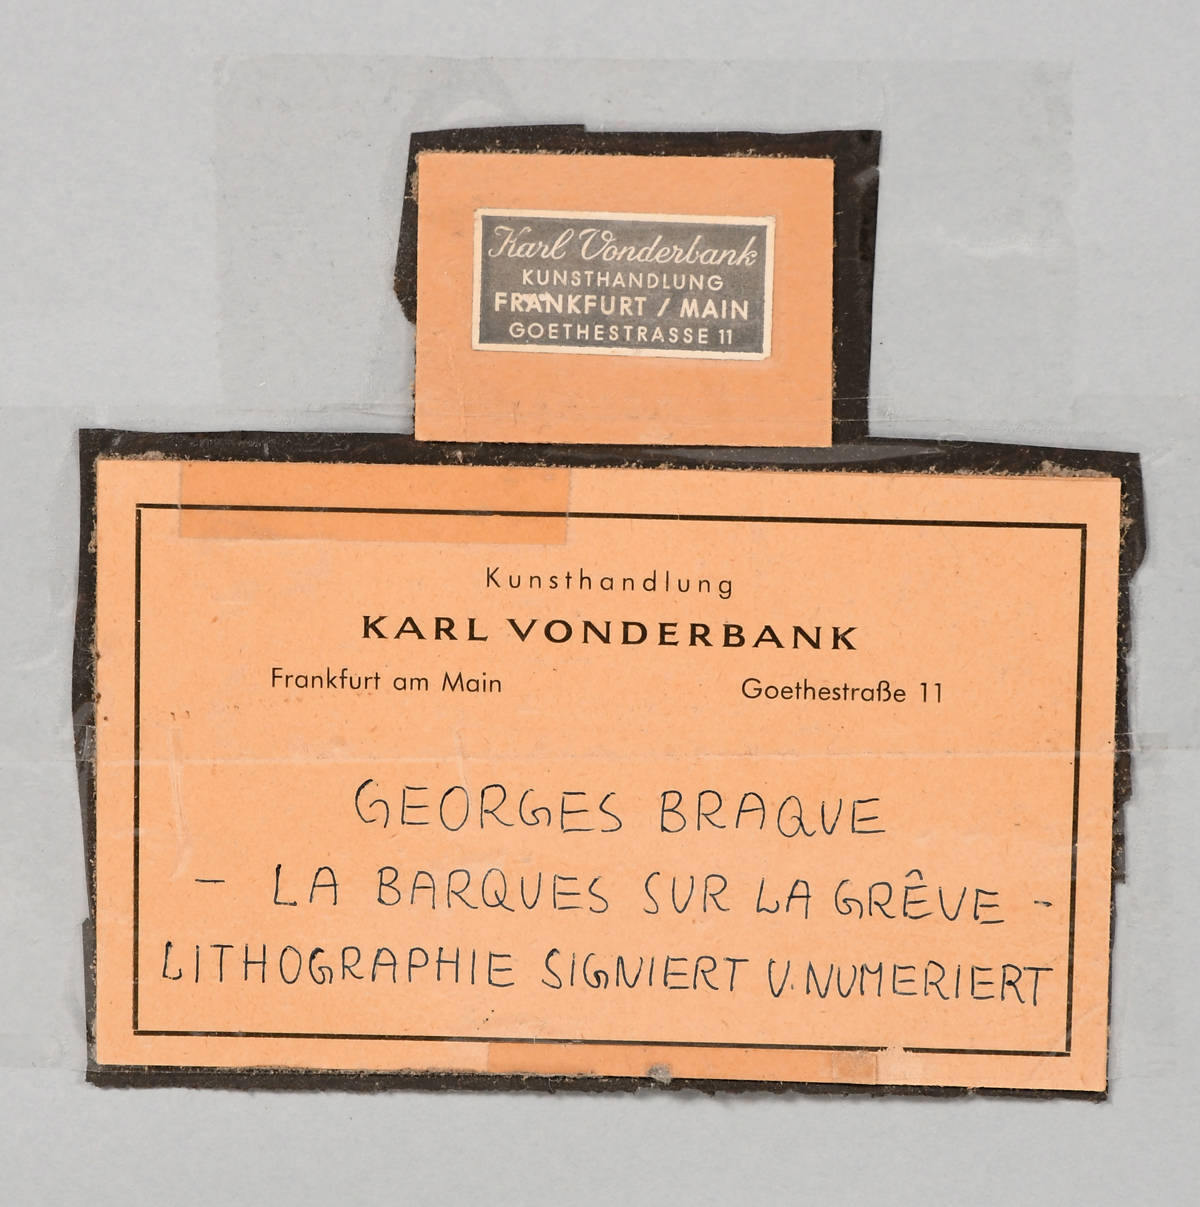 Karl Vonderbank
KUNSTHANDLUNG
FRANKFURT / MAIN
GOETHESTRASSE 11
Kunsthandlung
KARL VONDERBANK
Frankfurt am Main Goethestraße 11
GEORGES BRAQUE
- LA BARQUES SUR LA GRÊVE -
LITHOGRAPHIE SIGNIERT U. NUMERIERT